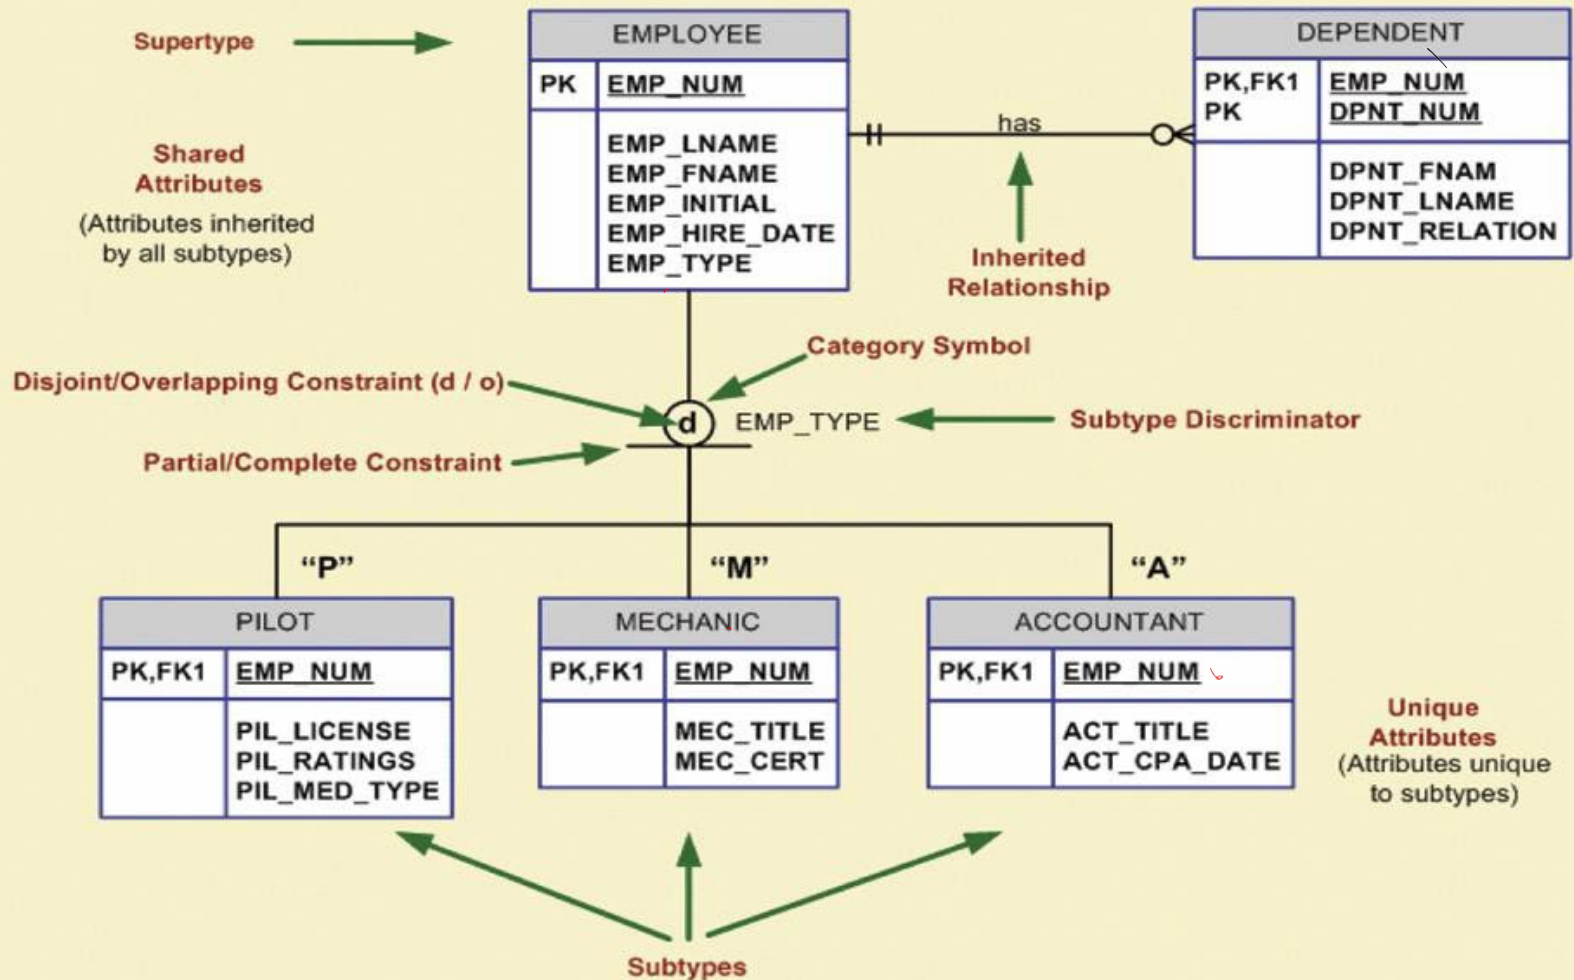 Supertype
EMPLOYEE
PK
EMP_NUM
EMP_LNAME
EMP_FNAME
EMP_INITIAL
EMP_HIRE_DATE
EMP_TYPE
has
DEPENDENT
PK,FK1
EMP_NUM
PK
DPNT_NUM
DPNT_FNAM
DPNT_LNAME
DPNT_RELATION
Shared
Attributes
(Attributes inherited
by all subtypes)
Inherited
Relationship
Category Symbol
Disjoint/Overlapping Constraint (d / o)
d
EMP_TYPE
Subtype Discriminator
Partial/Complete Constraint
“P”
“M”
“A”
PILOT
PK,FK1
EMP_NUM
PIL_LICENSE
PIL_RATINGS
PIL_MED_TYPE
MECHANIC
PK,FK1
EMP_NUM
MEC_TITLE
MEC_CERT
ACCOUNTANT
PK,FK1
EMP_NUM
ACT_TITLE
ACT_CPA_DATE
Unique
Attributes
(Attributes unique
to subtypes)
Subtypes